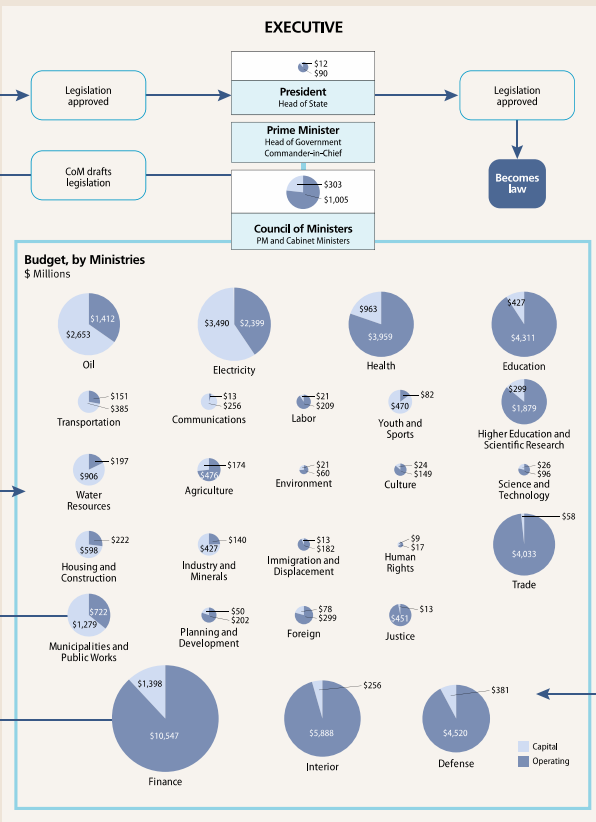 EXECUTIVE
$12
$90
Legislation
approved
President
Head of State
Legislation
approved
Prime Minister
Head of Government
Commander-in-Chief
CoM drafts
legislation
Becomes
law
$303
$1,005
Council of Ministers
PM and Cabinet Ministers
Budget, by Ministries
$ Millions
$1,412
$2,653
Oil
$3,490
$2,399
Electricity
$963
$3,959
Health
$427
$4,311
Education
$151
$385
Transportation
$13
$256
Communications
$21
$209
Labor
$82
$470
Youth and
Sports
$299
$1,879
Higher Education and
Scientific Research
$197
$906
Water
Resources
$174
$476
Agriculture
$21
$60
Environment
$24
$149
Culture
$26
$96
Science and
Technology
$222
$598
Housing and
Construction
$140
$427
Industry and
Minerals
$13
$182
Immigration and
Displacement
$9
$17
Human
Rights
$58
$4,033
Trade
$722
$1,279
Municipalities and
Public Works
$50
$202
Planning and
Development
$78
$299
Foreign
$13
$451
Justice
$1,398
$10,547
Finance
$256
$5,888
Interior
$381
$4,520
Defense
Capital
Operating